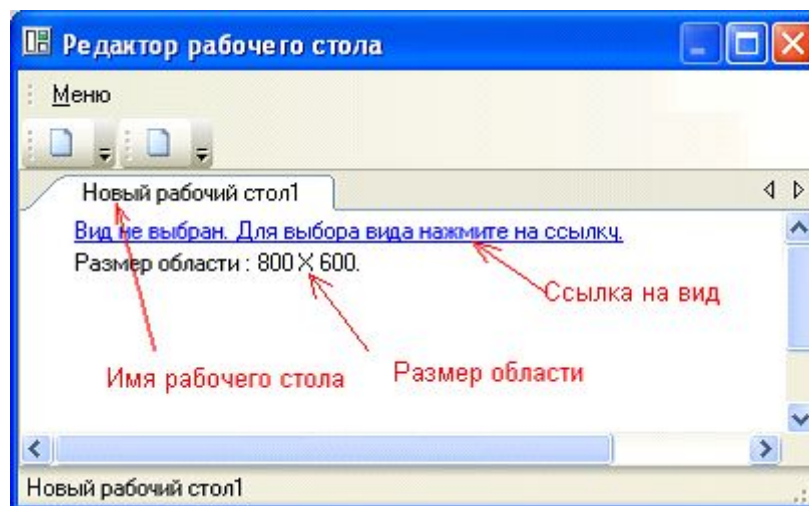 Редактор рабочего стола
Меню
Новый рабочий стол1
Вид не выбран. Для выбора вида нажмите на ссылку.
Размер области : 800 X 600.
Ссылка на вид
Имя рабочего стола
Размер области
Новый рабочий стол1